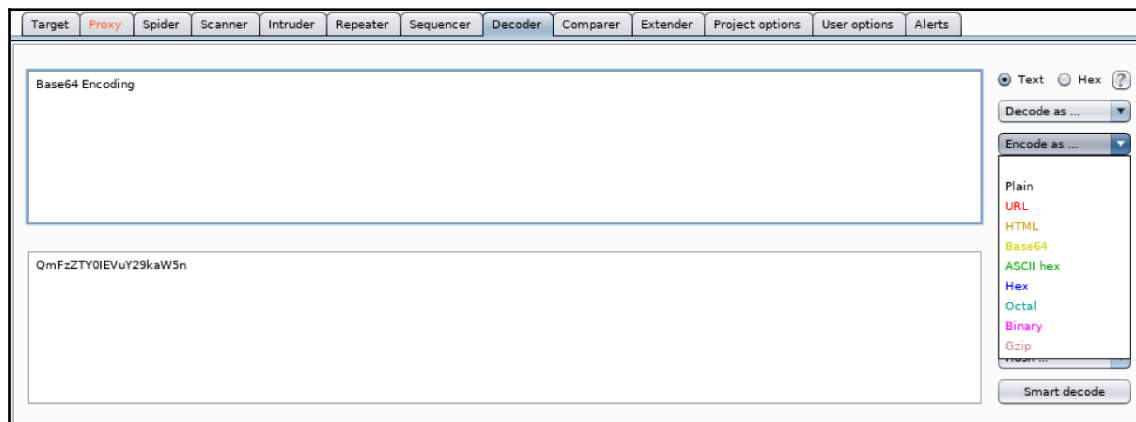 Target Proxy Spider Scanner Intruder Repeater Sequencer Decoder Comparer Extender Project options User options Alerts
Base64 Encoding
Text Hex ?
Decode as ...
Encode as ...
Plain
URL
HTML
Base64
ASCII hex
Hex
Octal
Binary
Gzip
QmFzZTY0IEVuY29kaW5n
Smart decode